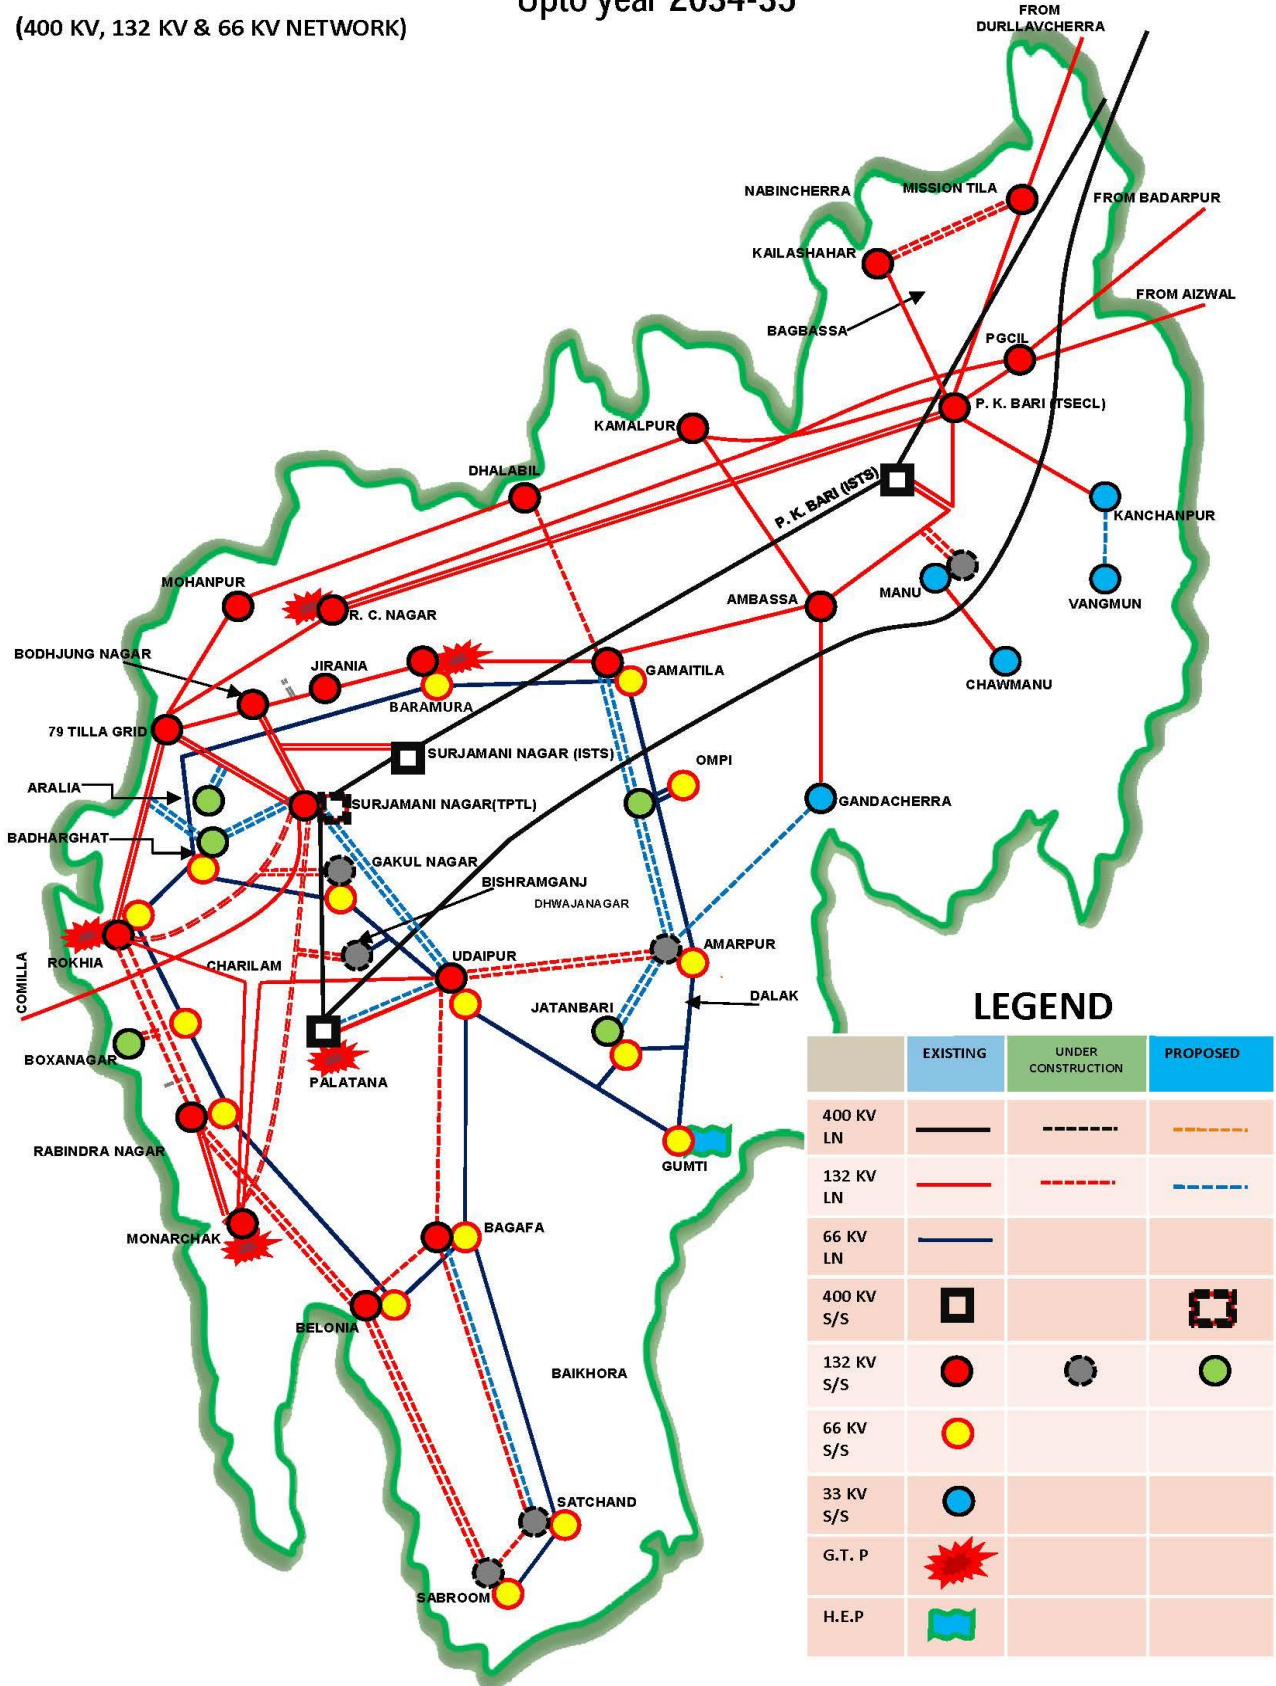 Upto year 2034-35
(400 KV, 132 KV & 66 KV NETWORK)
FROM
DURLLAVCHERRA
NABINCHERRA
MISSION TILA
FROM BADARPUR
KAILASHAHAR
FROM AIZWAL
BAGBASSA
PGCIL
P. K. BARI (TSECL)
KAMALPUR
DHALABIL
P. K. BARI (ISTS)
KANCHANPUR
MOHANPUR
R. C. NAGAR
AMBASSA
MANU
VANGMUN
BODHJUNG NAGAR
JIRANIA
GAMAITILA
CHAWMANU
BARAMURA
79 TILLA GRID
SURJAMANI NAGAR (ISTS)
OMPI
ARALIA
SURJAMANI NAGAR(TPTL)
GANDACHERRA
BADHARGHAT
GAKUL NAGAR
BISHRAMGANJ
DHWAJANAGAR
AMARPUR
UDAIPUR
ROKHIA
CHARILAM
COMILLA
DALAK
JATANBARI
BOXANAGAR
PALATANA
RABINDRA NAGAR
GUMTI
MONARCHAK
BAGAFA
BELONIA
BAIKHORA
SATCHAND
SABROOM
LEGEND
EXISTING
UNDER
CONSTRUCTION
PROPOSED
400 KV
LN
132 KV
LN
66 KV
LN
400 KV
S/S
132 KV
S/S
66 KV
S/S
33 KV
S/S
G.T. P
H.E.P